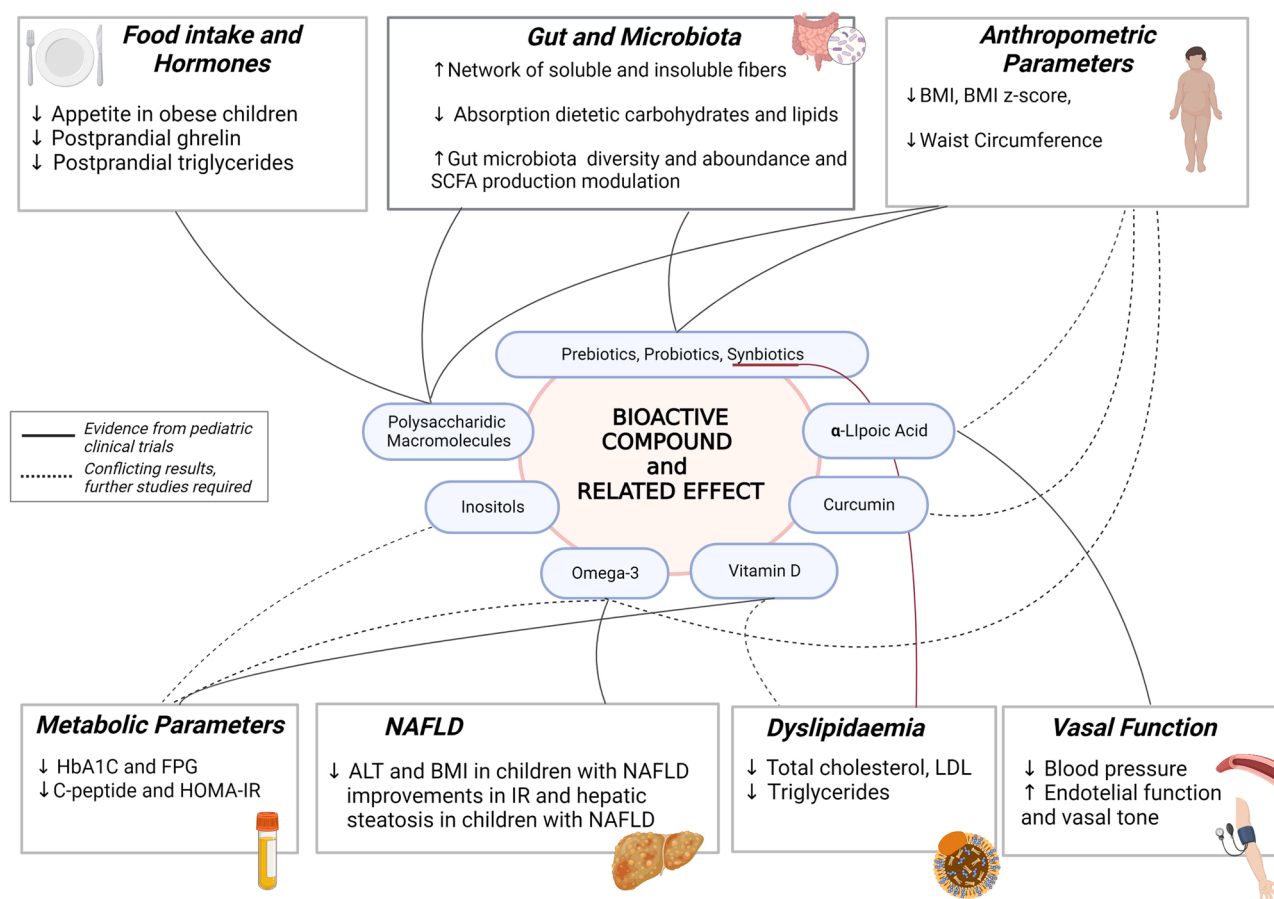 Food intake and
Hormones
↓ Appetite in obese children
↓ Postprandial ghrelin
↓ Postprandial triglycerides
Gut and Microbiota
↑Network of soluble and insoluble fibers
↓ Absorption dietetic carbohydrates and lipids
↑Gut microbiota diversity and aboundance and
SCFA production modulation
Anthropometric
Parameters
↓BMI, BMI z-score,
↓Waist Circumference
Prebiotics, Probiotics, Synbiotics
Polysaccharidic
Macromolecules
BIOACTIVE
COMPOUND
and
RELATED EFFECT
α-LIpoic Acid
Inositols
Curcumin
Omega-3
Vitamin D
Evidence from pediatric
clinical trials
Conflicting results,
further studies required
Metabolic Parameters
↓ HbA1C and FPG
↓C-peptide and HOMA-IR
NAFLD
↓ ALT and BMI in children with NAFLD
improvements in IR and hepatic
steatosis in children with NAFLD
Dyslipidaemia
↓ Total cholesterol, LDL
↓ Triglycerides
Vasal Function
↓ Blood pressure
↑ Endotelial function
and vasal tone